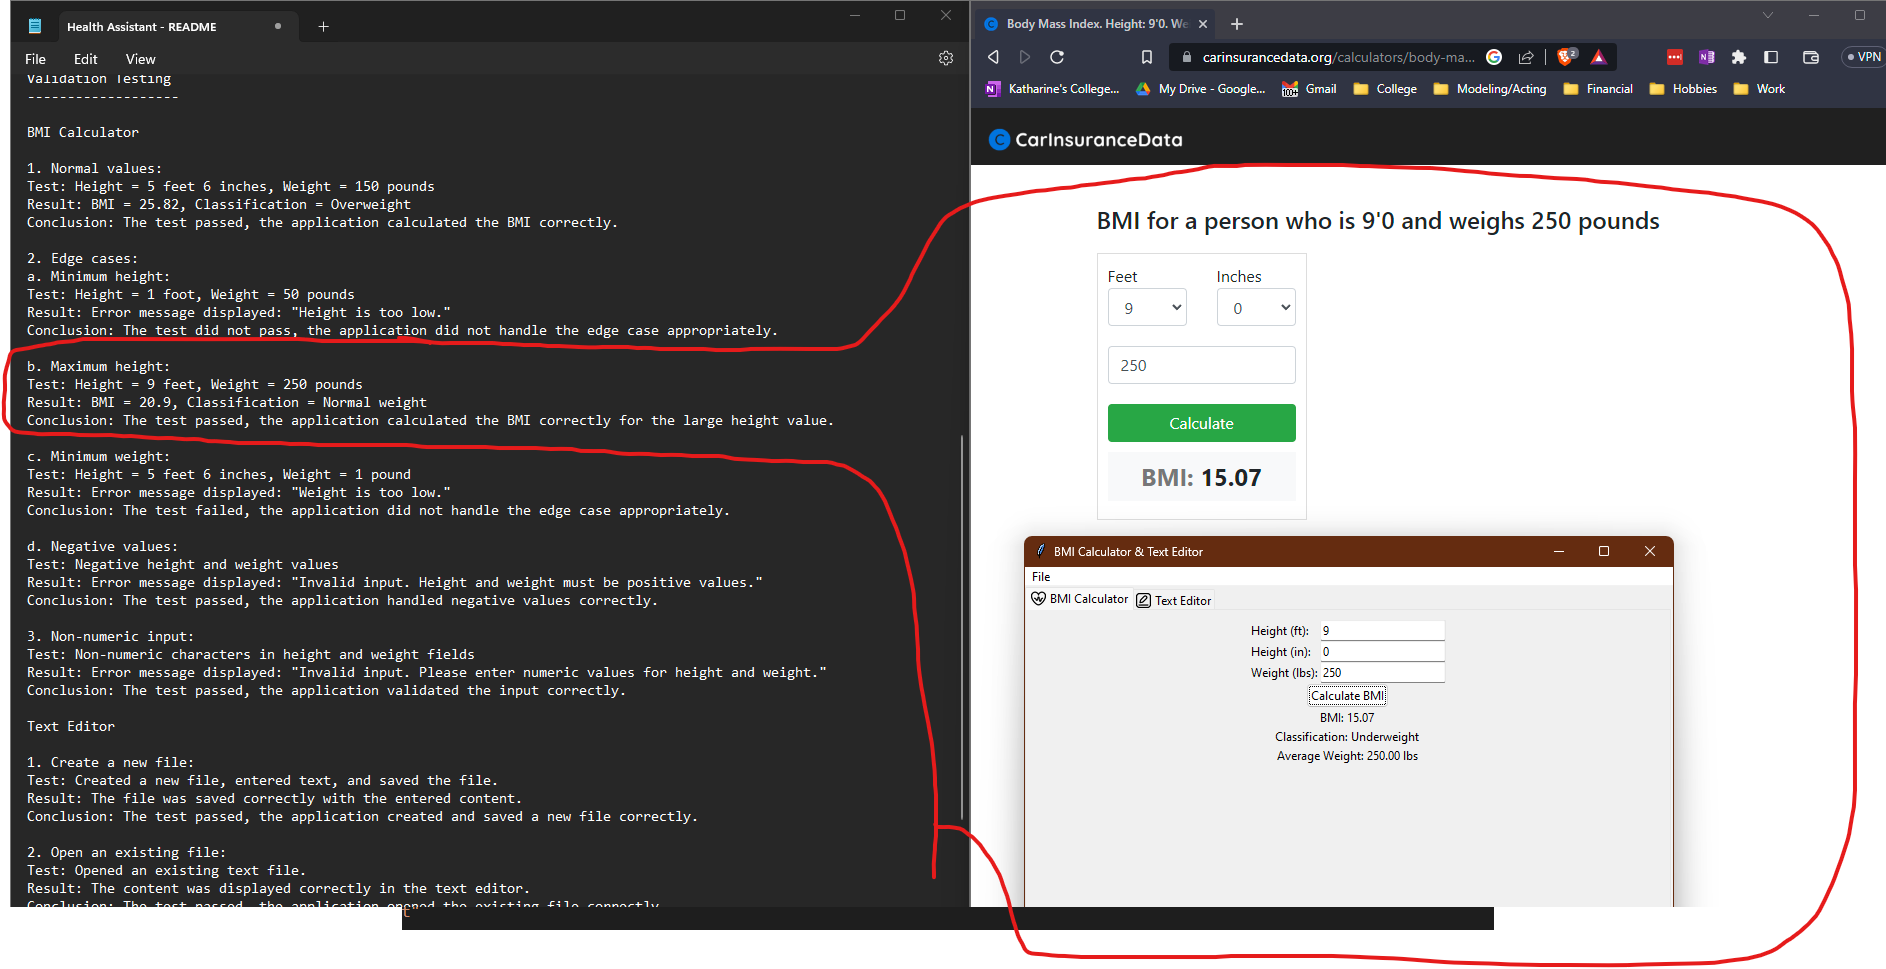 Health Assistant - README
File Edit View
Validation Testing
-------------------
BMI Calculator
1. Normal values:
Test: Height = 5 feet 6 inches, Weight = 150 pounds
Result: BMI = 25.82, Classification = Overweight
Conclusion: The test passed, the application calculated the BMI correctly.
2. Edge cases:
a. Minimum height:
Test: Height = 1 foot, Weight = 50 pounds
Result: Error message displayed: "Height is too low."
Conclusion: The test did not pass, the application did not handle the edge case appropriately.
b. Maximum height:
Test: Height = 9 feet, Weight = 250 pounds
Result: BMI = 20.9, Classification = Normal weight
Conclusion: The test passed, the application calculated the BMI correctly for the large height value.
c. Minimum weight:
Test: Height = 5 feet 6 inches, Weight = 1 pound
Result: Error message displayed: "Weight is too low."
Conclusion: The test failed, the application did not handle the edge case appropriately.
d. Negative values:
Test: Negative height and weight values
Result: Error message displayed: "Invalid input. Height and weight must be positive values."
Conclusion: The test passed, the application handled negative values correctly.
3. Non-numeric input:
Test: Non-numeric characters in height and weight fields
Result: Error message displayed: "Invalid input. Please enter numeric values for height and weight."
Conclusion: The test passed, the application validated the input correctly.
Text Editor
1. Create a new file:
Test: Created a new file, entered text, and saved the file.
Result: The file was saved correctly with the entered content.
Conclusion: The test passed, the application created and saved a new file correctly.
2. Open an existing file:
Test: Opened an existing text file.
Result: The content was displayed correctly in the text editor.
Conclusion: The test passed, the application opened the existing file correctly.
Body Mass Index. Height: 9'0. We
carinsurancedata.org/calculators/body-ma... 2 VPN
Katharine's College... My Drive - Google... 100+ Gmail College Modeling/Acting Financial Hobbies Work
C CarInsuranceData
BMI for a person who is 9'0 and weighs 250 pounds
Feet Inches
9 0
250
Calculate
BMI: 15.07
BMI Calculator & Text Editor
File
BMI Calculator Text Editor
Height (ft): 9
Height (in): 0
Weight (lbs): 250
Calculate BMI
BMI: 15.07
Classification: Underweight
Average Weight: 250.00 lbs